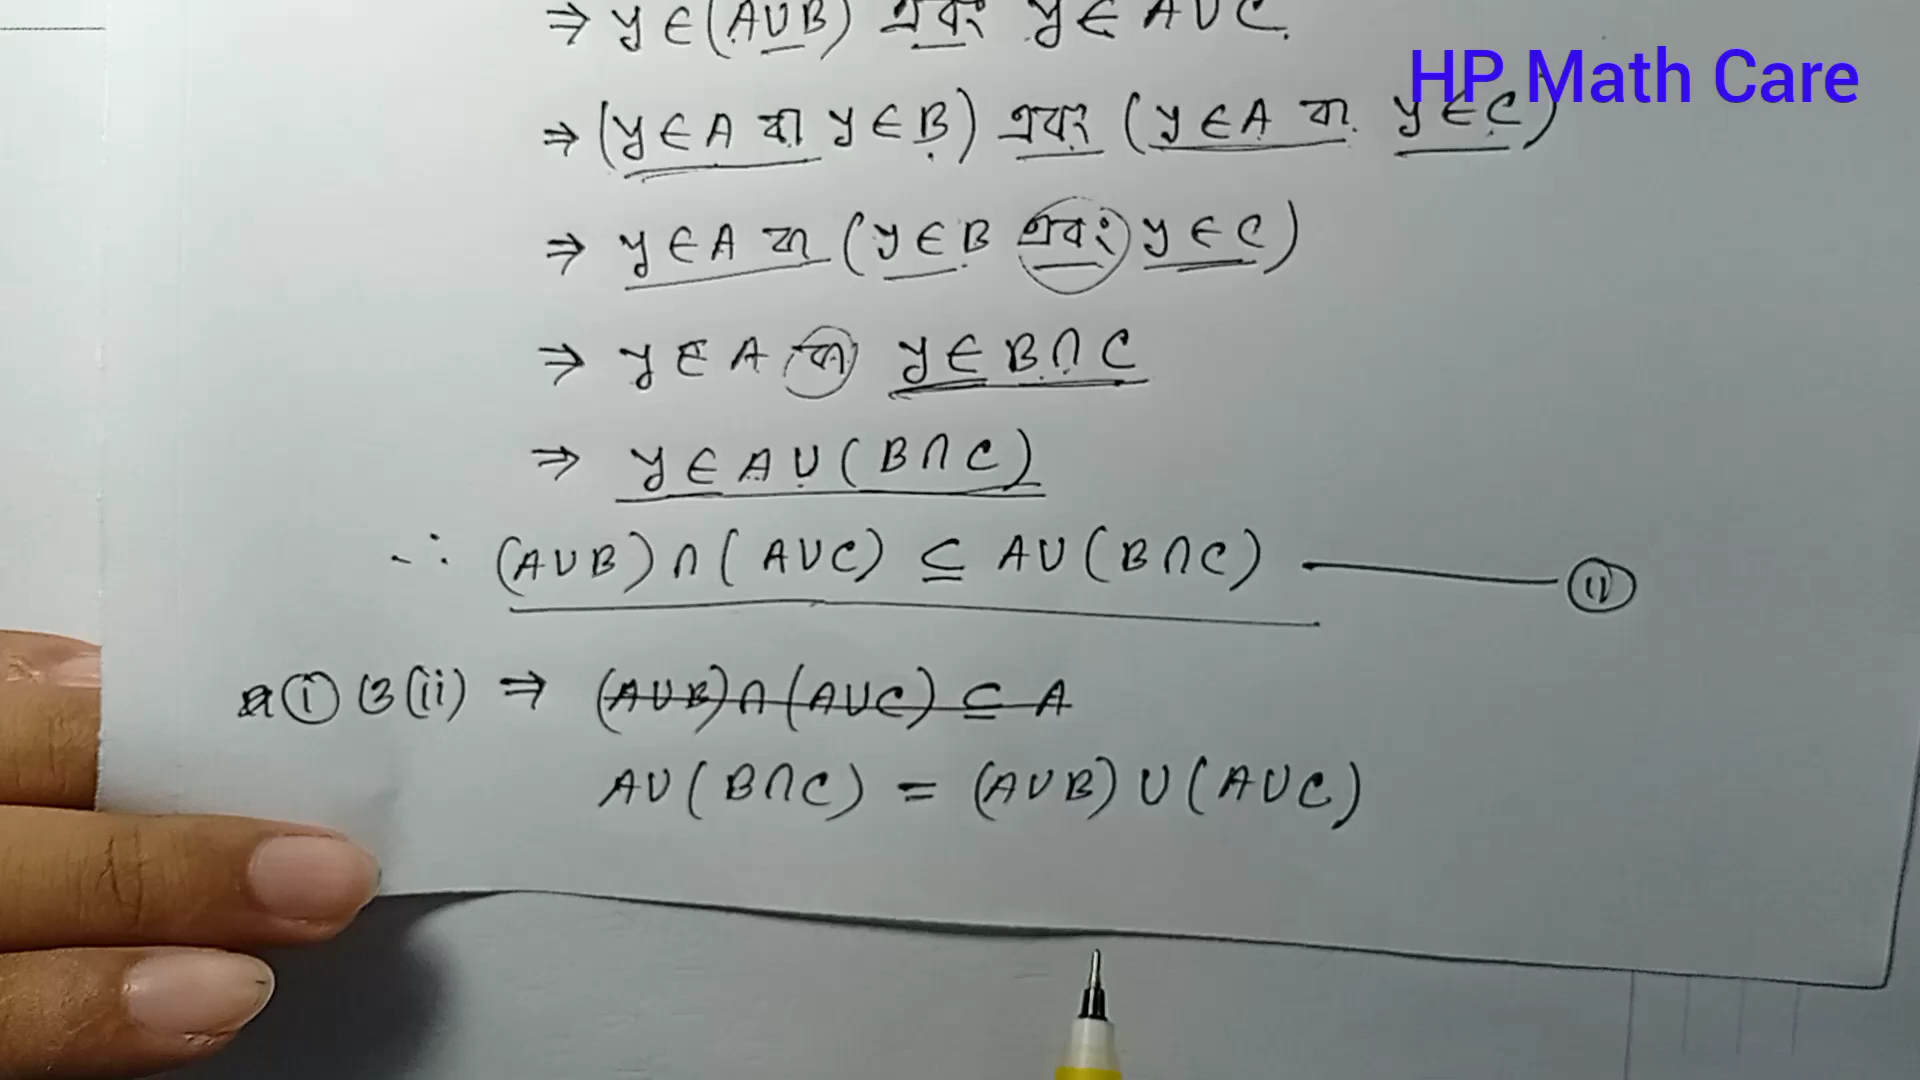 ⇒ y ∈ (A∪B) এবং y ∈ A∪C.
HP Math Care
⇒ (y∈A বা y∈B) এবং (y∈A বা y∈C)
⇒ y∈A বা (y∈B এবং y∈C)
⇒ y∈A বা y∈B∩C
⇒ y∈A∪(B∩C)
∴ (A∪B)∩(A∪C) ⊆ A∪(B∩C) —— (ii)
(i) ও (ii) ⇒ (A∪B)∩(A∪C) ⊆ A
A∪(B∩C) = (A∪B)∪(A∪C)